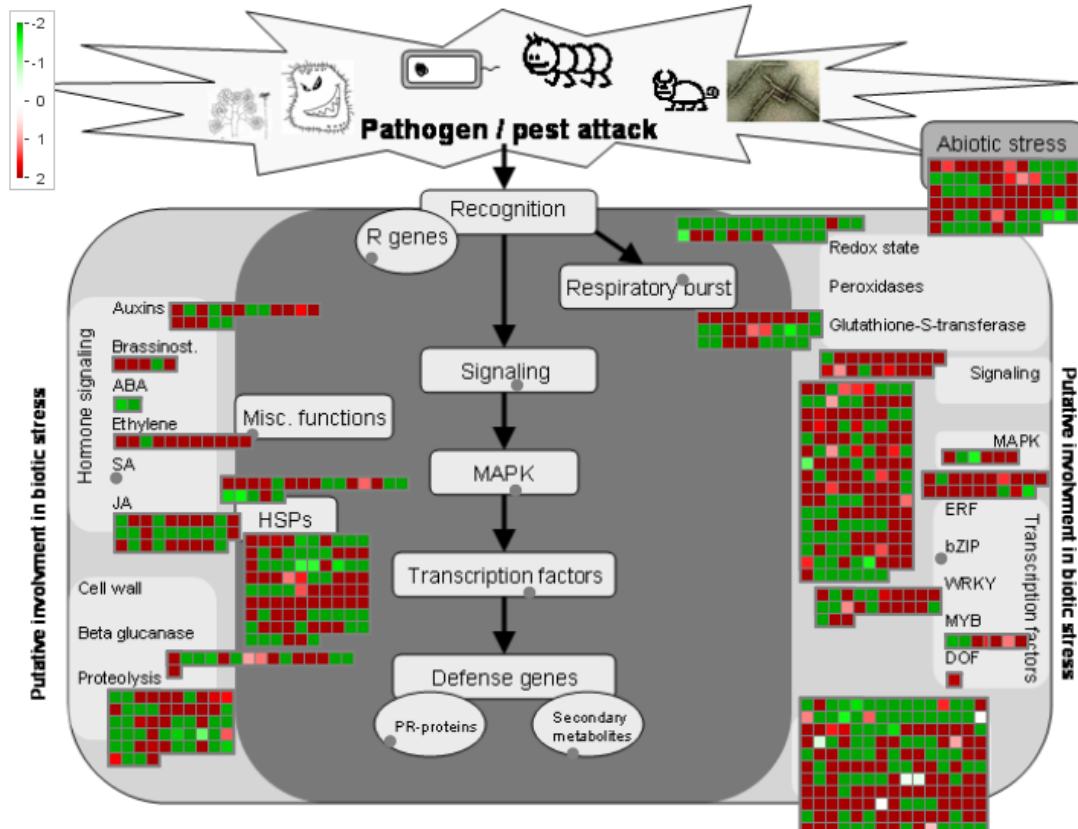 -2
-1
0
1
2
Pathogen / pest attack
Abiotic stress
Recognition
R genes
Respiratory burst
Redox state
Peroxidases
Glutathione-S-transferase
Auxins
Brassinost.
ABA
Ethylene
SA
JA
Hormone signaling
Putative involvment in biotic stress
Misc. functions
Signaling
Signaling
MAPK
MAPK
HSPs
ERF
bZIP
WRKY
MYB
DOF
Transcription factors
Putative involvment in biotic stress
Cell wall
Beta glucanase
Proteolysis
Transcription factors
Defense genes
PR-proteins
Secondary
metabolites